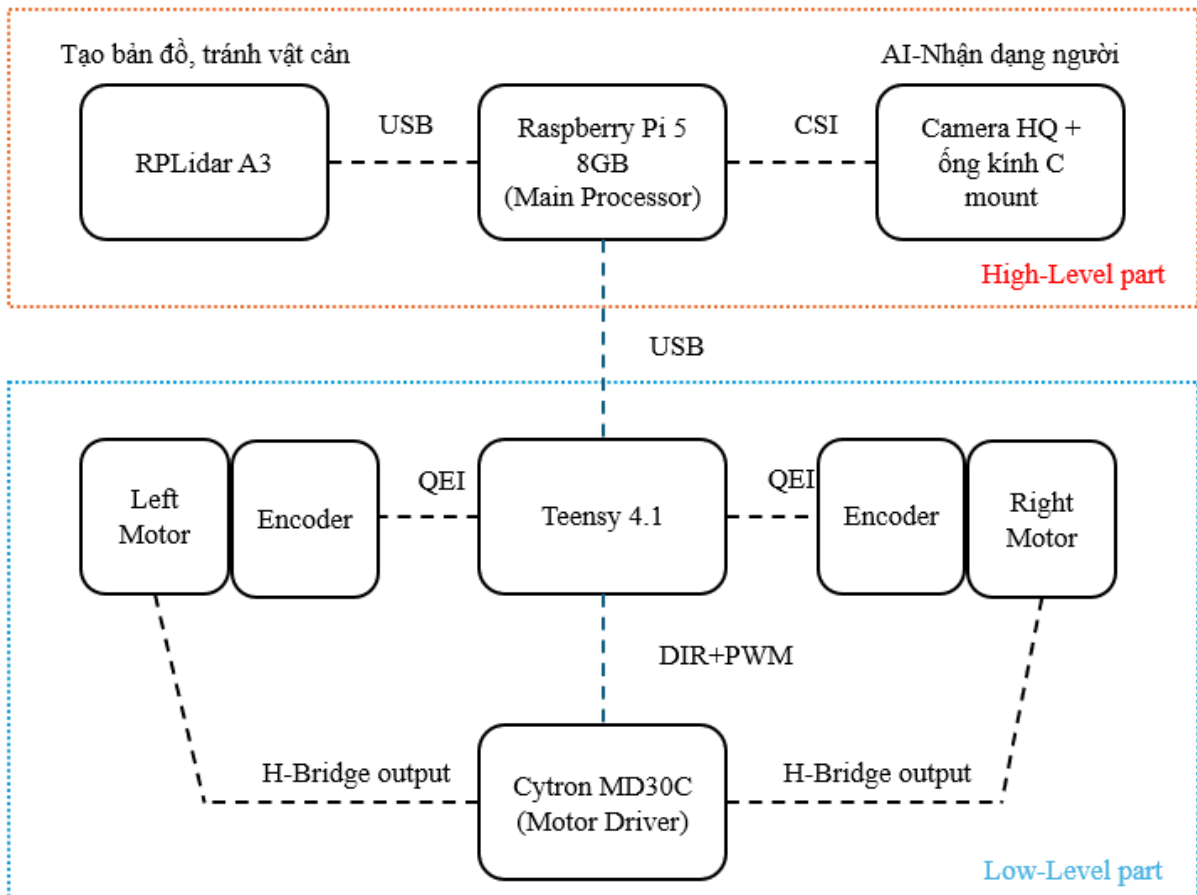 Tạo bản đồ, tránh vật cản
AI-Nhận dạng người
RPLidar A3
USB
Raspberry Pi 5
8GB
(Main Processor)
CSI
Camera HQ +
ống kính C
mount
High-Level part
USB
Left
Motor
Encoder
QEI
Teensy 4.1
QEI
Encoder
Right
Motor
DIR+PWM
H-Bridge output
Cytron MD30C
(Motor Driver)
H-Bridge output
Low-Level part